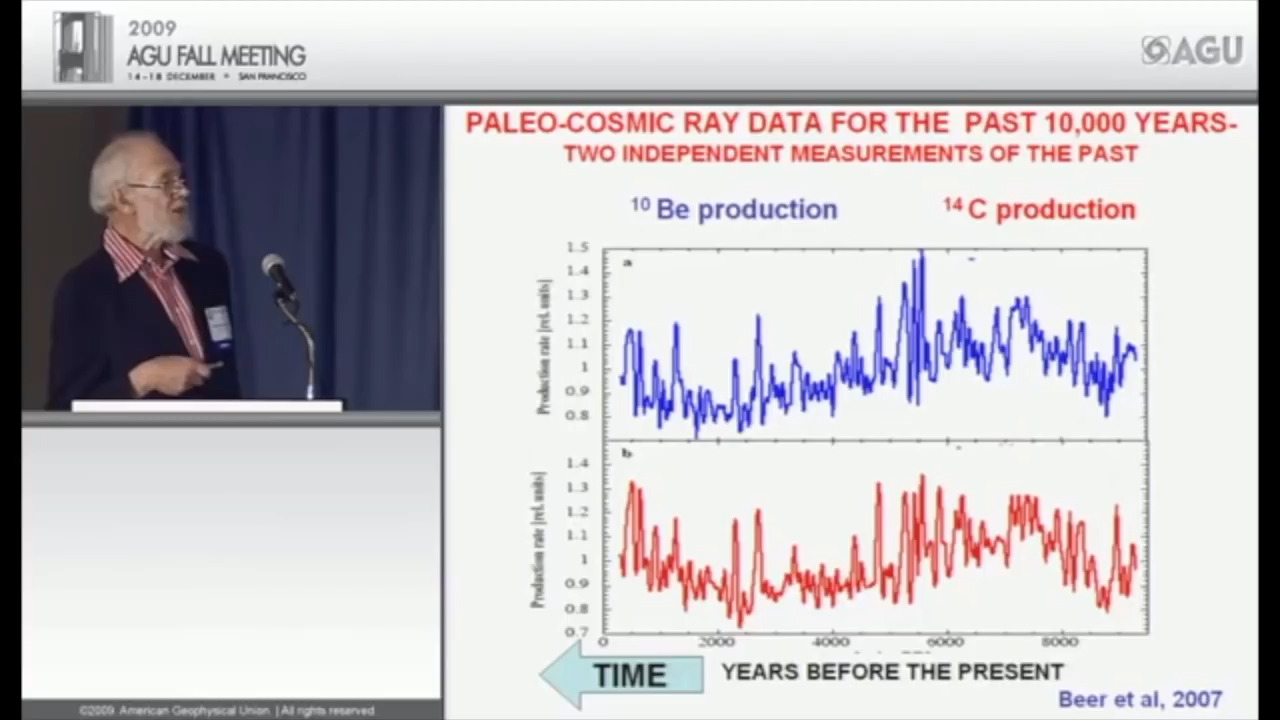 2009
AGU FALL MEETING
14-18 DECEMBER • SAN FRANCISCO
AGU
PALEO-COSMIC RAY DATA FOR THE PAST 10,000 YEARS-
TWO INDEPENDENT MEASUREMENTS OF THE PAST
10 Be production
14 C production
a
Production rate [rel. units]
1.5
1.4
1.3
1.2
1.1
1
0.9
0.8
b
Production rate [rel. units]
1.4
1.3
1.2
1.1
1
0.9
0.8
0.7
0 2000 4000 6000 8000
TIME
YEARS BEFORE THE PRESENT
Beer et al, 2007
©2009. American Geophysical Union. | All rights reserved.